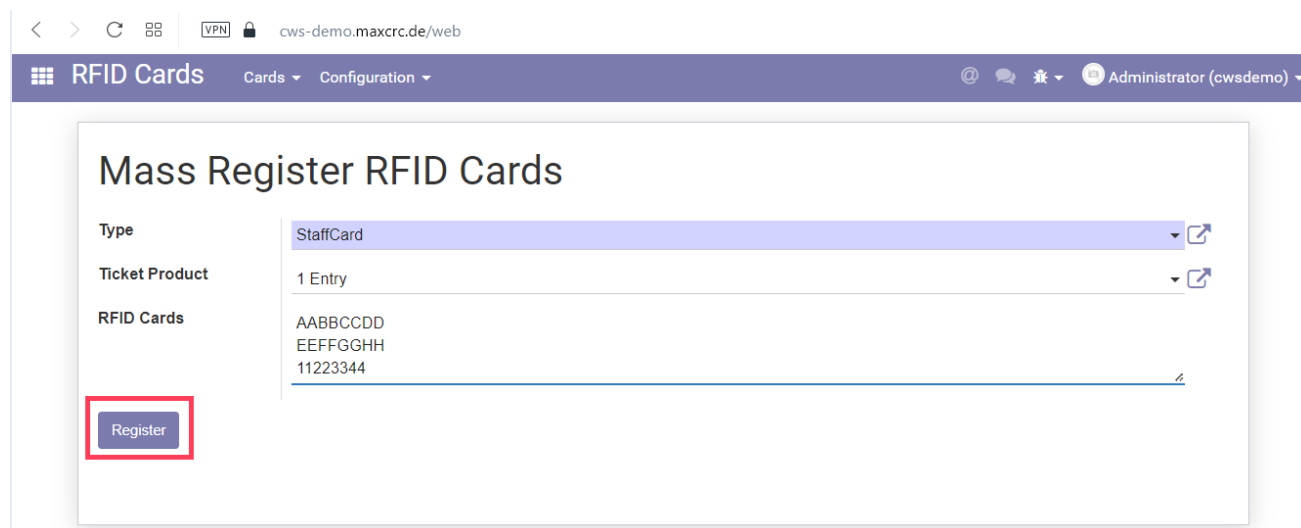 VPN cws-demo.maxcrc.de/web
RFID Cards Cards Configuration @ Administrator (cwsdemo)
Mass Register RFID Cards
Type StaffCard
Ticket Product 1 Entry
RFID Cards AABBCCDD
EEFFGGHH
11223344
Register